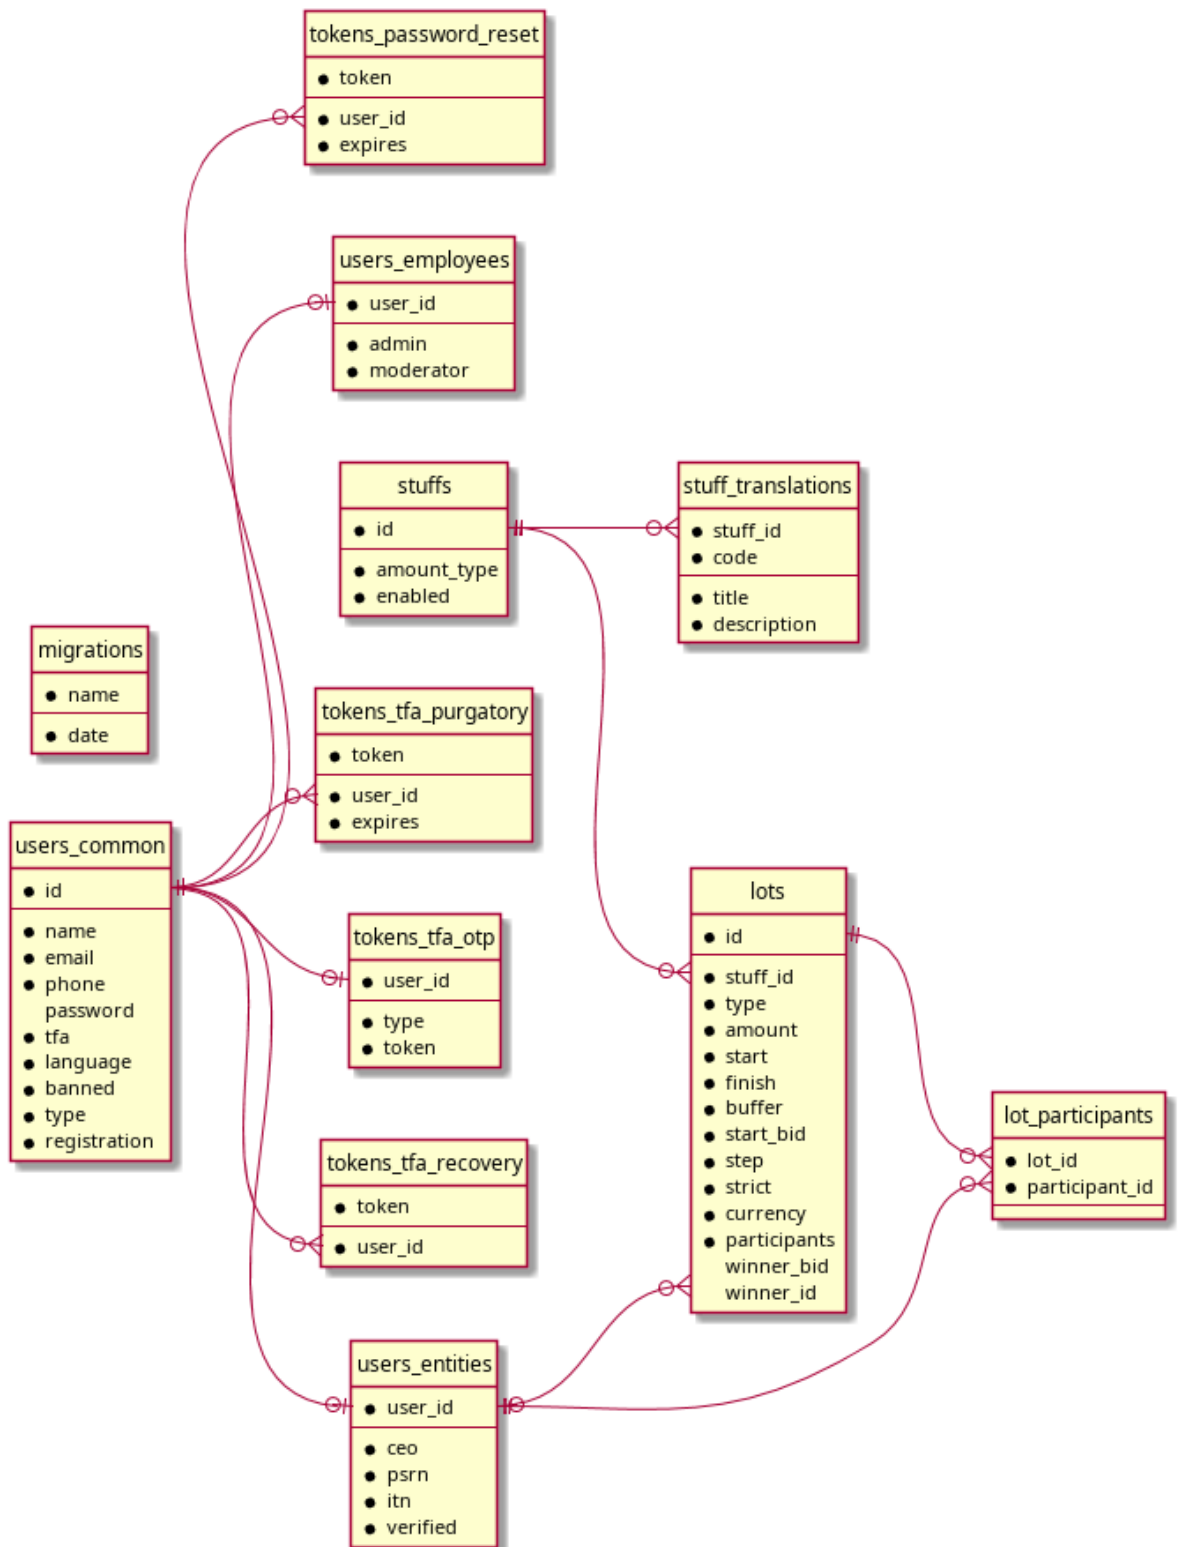 tokens_password_reset
token
user_id
expires
users_employees
user_id
admin
moderator
stuffs
id
amount_type
enabled
stuff_translations
stuff_id
code
title
description
migrations
name
date
tokens_tfa_purgatory
token
user_id
expires
users_common
id
name
email
phone
password
tfa
language
banned
type
registration
tokens_tfa_otp
user_id
type
token
lots
id
stuff_id
type
amount
start
finish
buffer
start_bid
step
strict
currency
participants
winner_bid
winner_id
lot_participants
lot_id
participant_id
tokens_tfa_recovery
token
user_id
users_entities
user_id
ceo
psrn
itn
verified